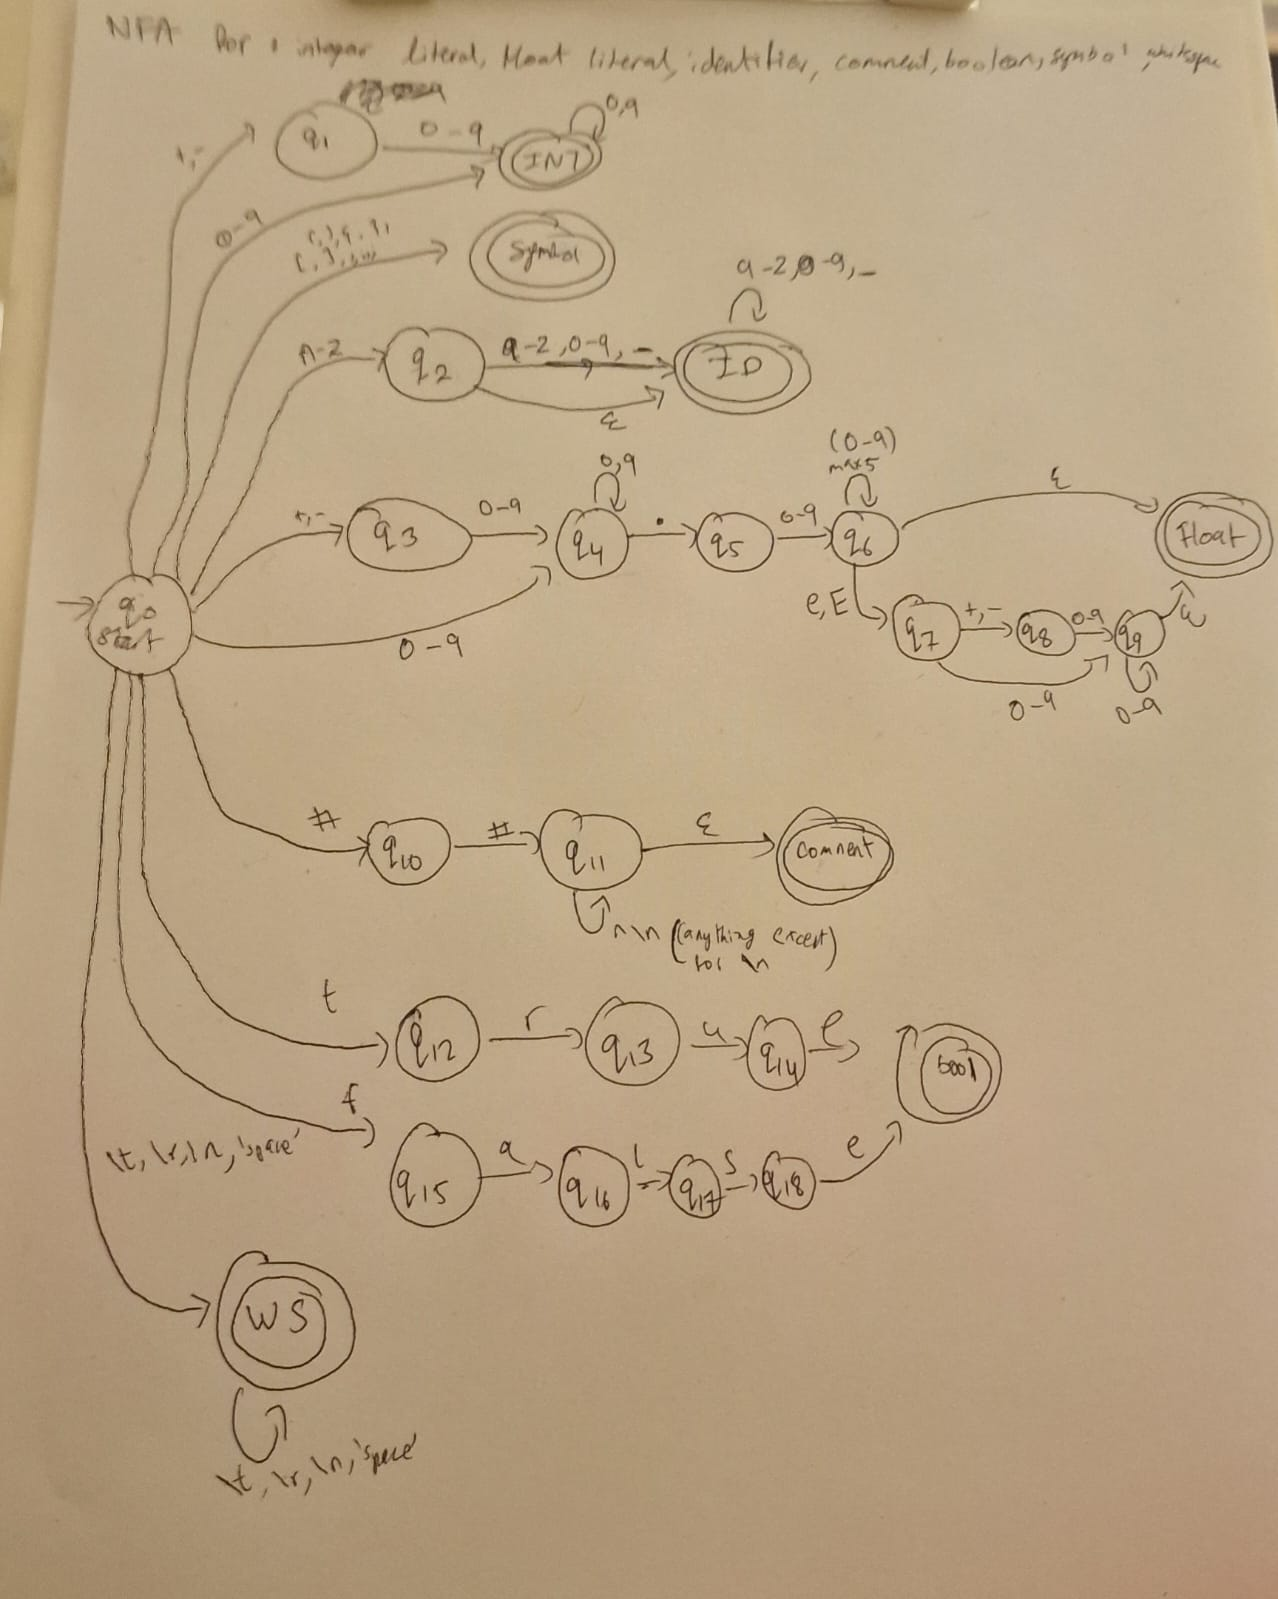 NFA for : integer literal, float literal, identifier, comment, boolean, symbol, whitespace
+,- q1 0-9 INT 0,9
0-9
Symbol
A-Z q2 a-z,0-9,_ ID a-z,0-9,_
ε
+,- q3 0-9 q4 0,9 . q5 0-9 q6 (0-9) max5 ε Float
q0 start
0-9
e,E q7 +,- q8 0-9 q9 ε
0-9 0-9
# q10 # q11 ε comment
^\n (anything except
for \n)
t q12 r q13 u q14 e bool
f q15 a q16 l q17 s q18 e
\t, \r, \n, 'space'
WS
\t, \r, \n, 'space'